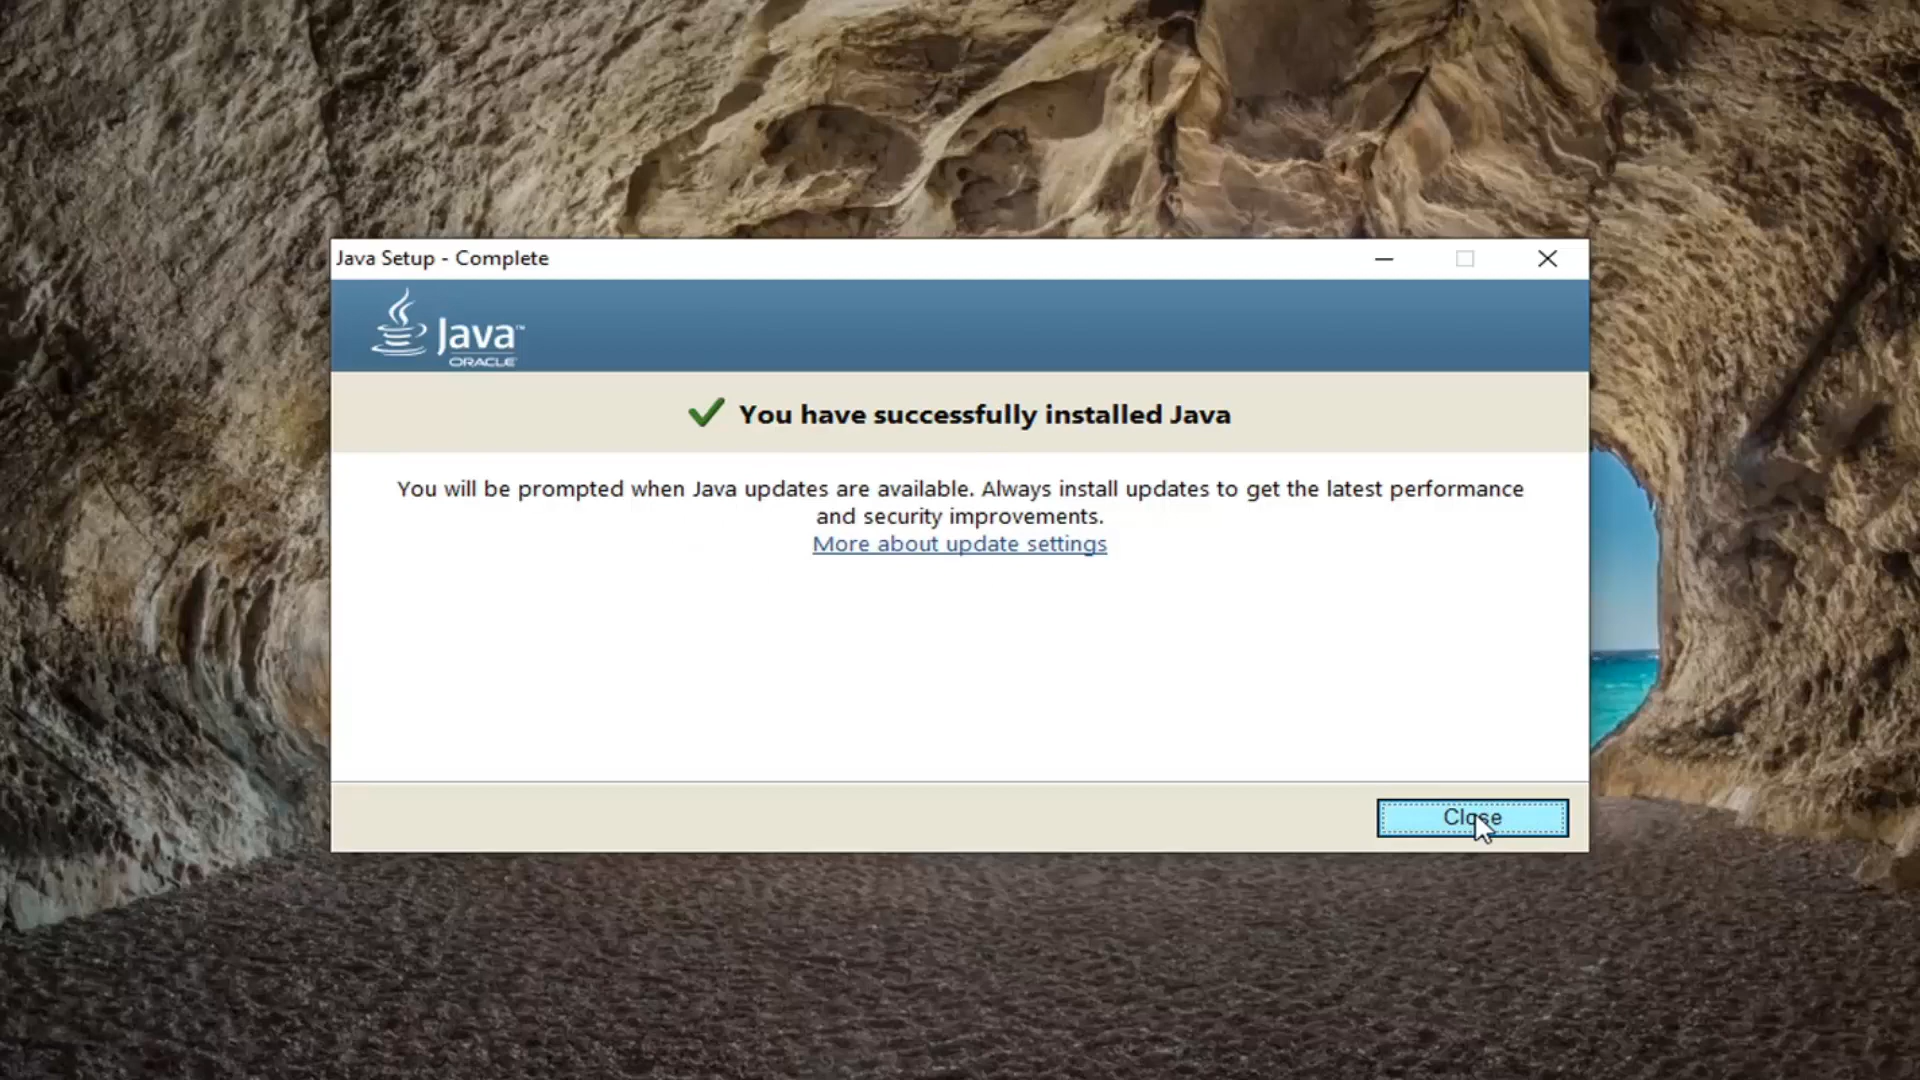 Java Setup - Complete
Java™
ORACLE
You have successfully installed Java
You will be prompted when Java updates are available. Always install updates to get the latest performance
and security improvements.
More about update settings
Close